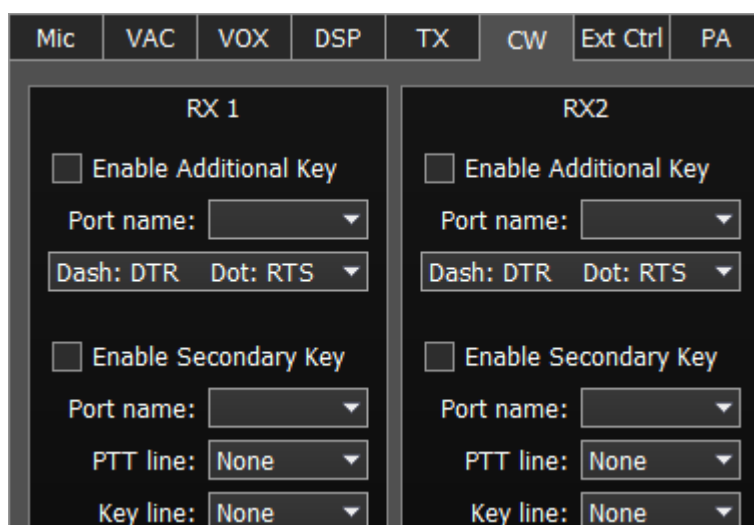 Mic VAC VOX DSP TX CW Ext Ctrl PA
RX 1
Enable Additional Key
Port name:
Dash: DTR Dot: RTS
Enable Secondary Key
Port name:
PTT line: None
Key line: None
RX2
Enable Additional Key
Port name:
Dash: DTR Dot: RTS
Enable Secondary Key
Port name:
PTT line: None
Key line: None